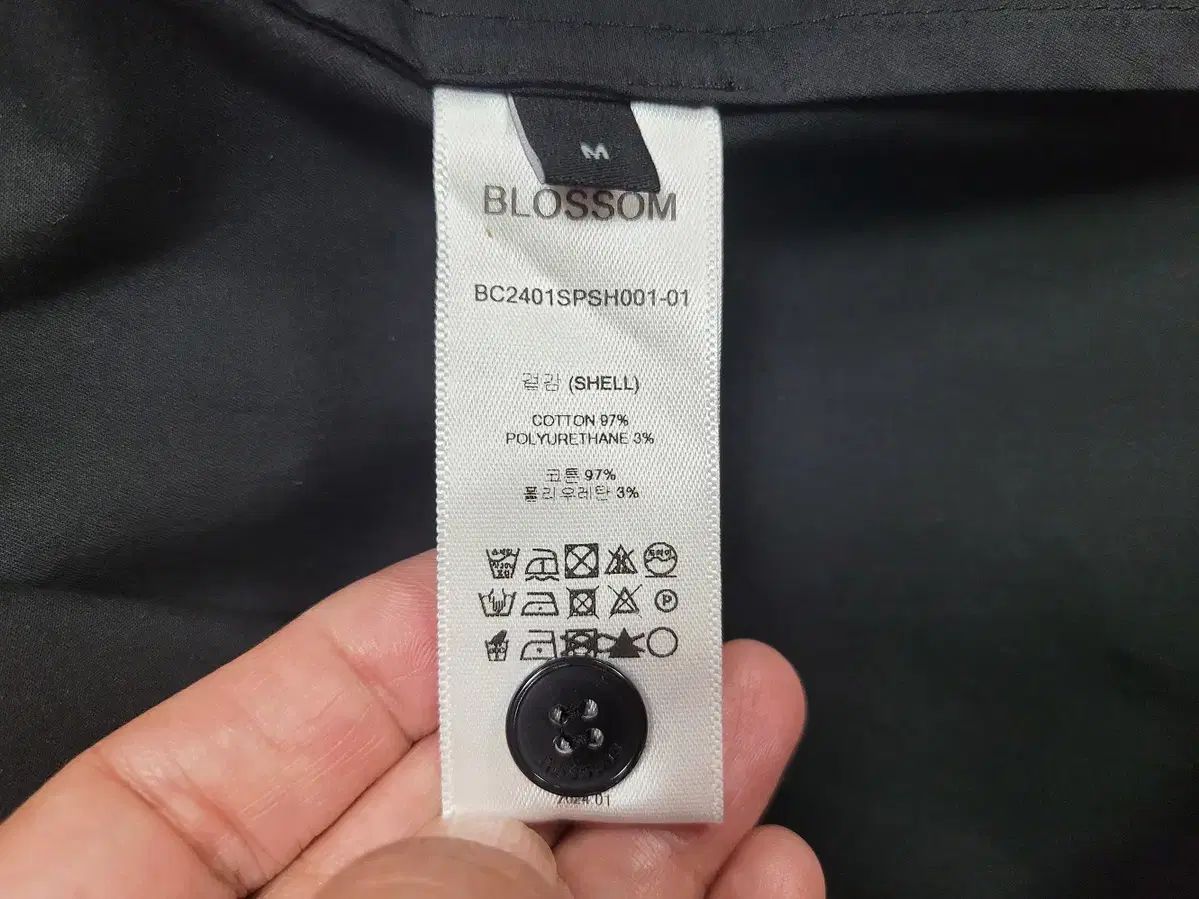 M
BLOSSOM
BC2401SPSH001-01
겉감 (SHELL)
COTTON 97%
POLYURETHANE 3%
코튼 97%
폴리우레탄 3%
P
2024.01